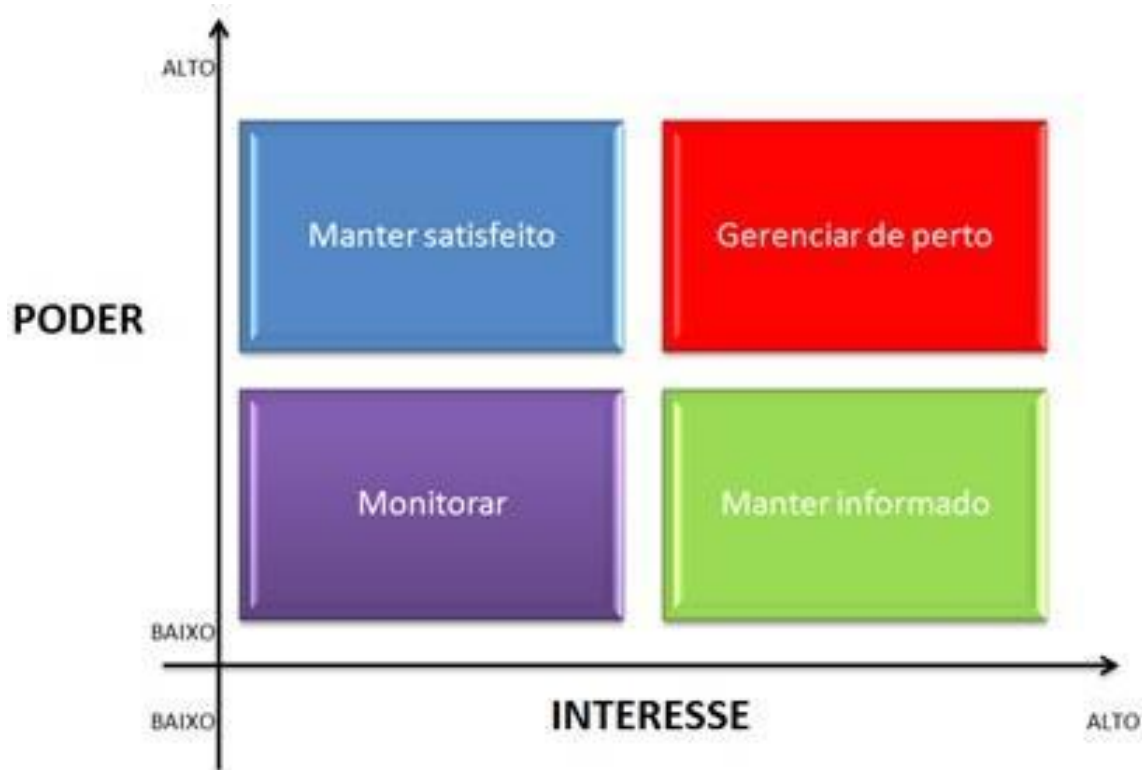 ALTO
Manter satisfeito
Gerenciar de perto
PODER
Monitorar
Manter informado
BAIXO
BAIXO
INTERESSE
ALTO